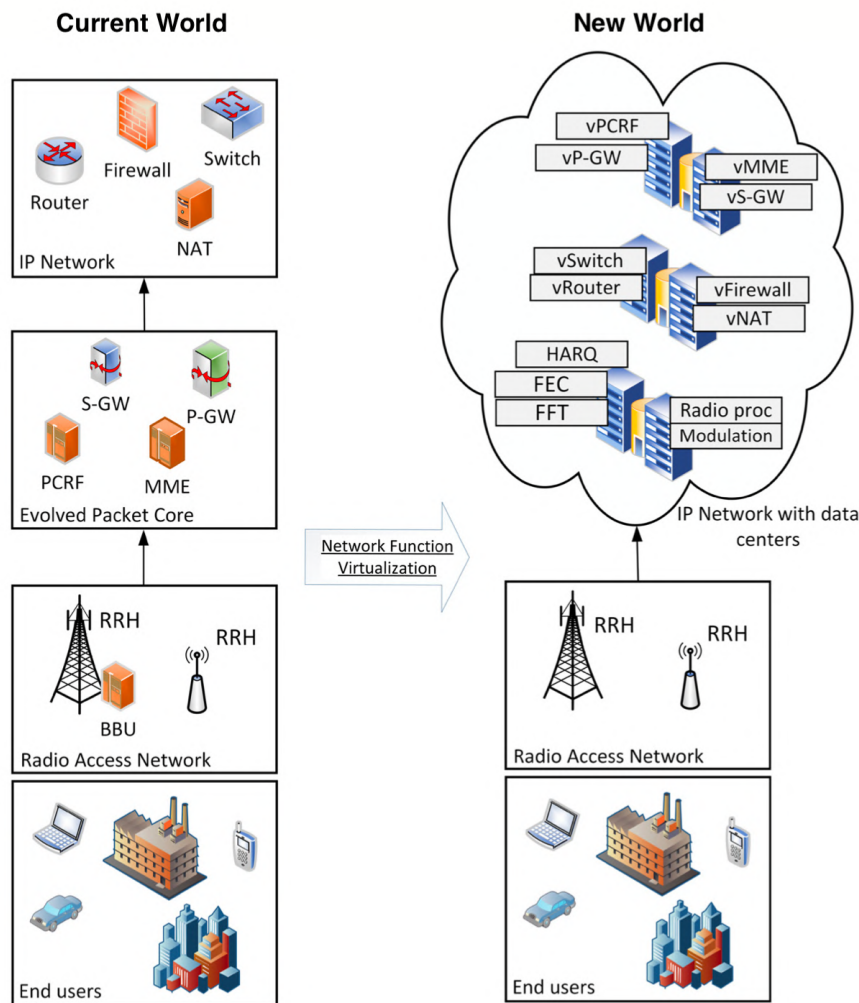 Current World
New World
Router
Firewall
Switch
NAT
IP Network
S-GW
P-GW
PCRF
MME
Evolved Packet Core
RRH
RRH
BBU
Radio Access Network
End users
Network Function
Virtualization
vPCRF
vP-GW
vMME
vS-GW
vSwitch
vRouter
vFirewall
vNAT
HARQ
FEC
FFT
Radio proc
Modulation
IP Network with data
centers
RRH
RRH
Radio Access Network
End users